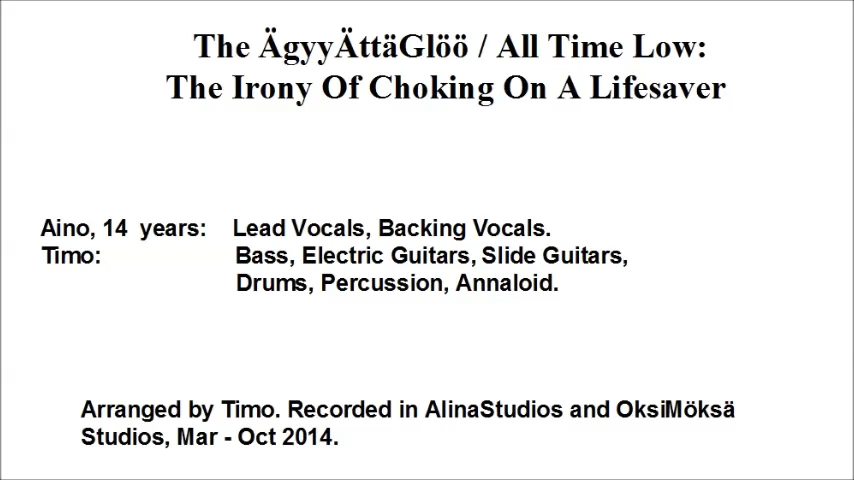 The ÄgyyÄttäGlöö / All Time Low:
The Irony Of Choking On A Lifesaver
Aino, 14 years: Lead Vocals, Backing Vocals.
Timo: Bass, Electric Guitars, Slide Guitars,
Drums, Percussion, Annaloid.
Arranged by Timo. Recorded in AlinaStudios and OksiMöksä
Studios, Mar - Oct 2014.